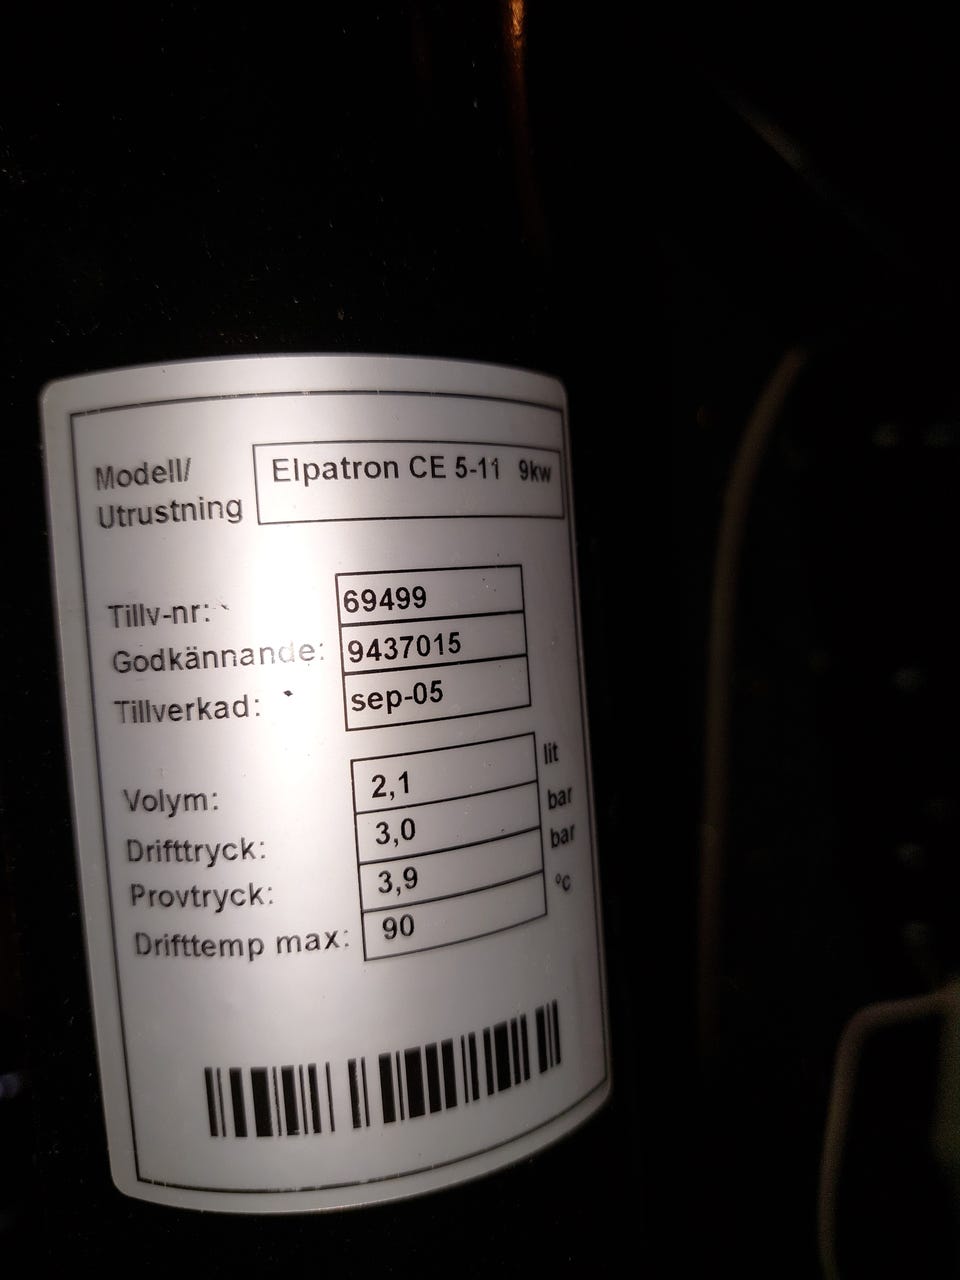 Modell/ Elpatron CE 5-11 9kw
Utrustning
Tillv-nr: 69499
Godkännande: 9437015
Tillverkad: sep-05
Volym: 2,1 lit
Drifttryck: 3,0 bar
Provtryck: 3,9 bar
Drifttemp max: 90 ºc